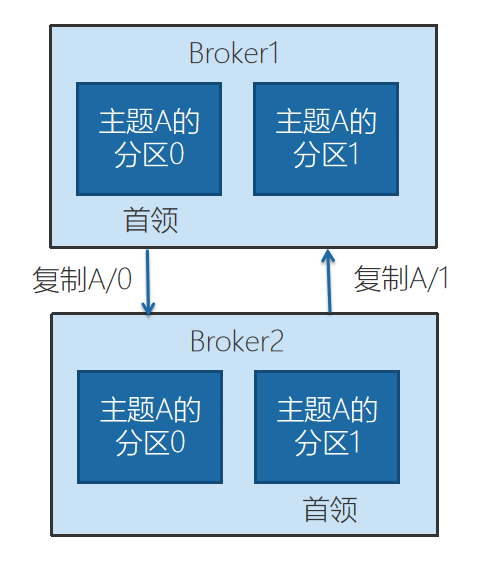 Broker1
主题A的
分区0
主题A的
分区1
首领
复制A/0
复制A/1
Broker2
主题A的
分区0
主题A的
分区1
首领